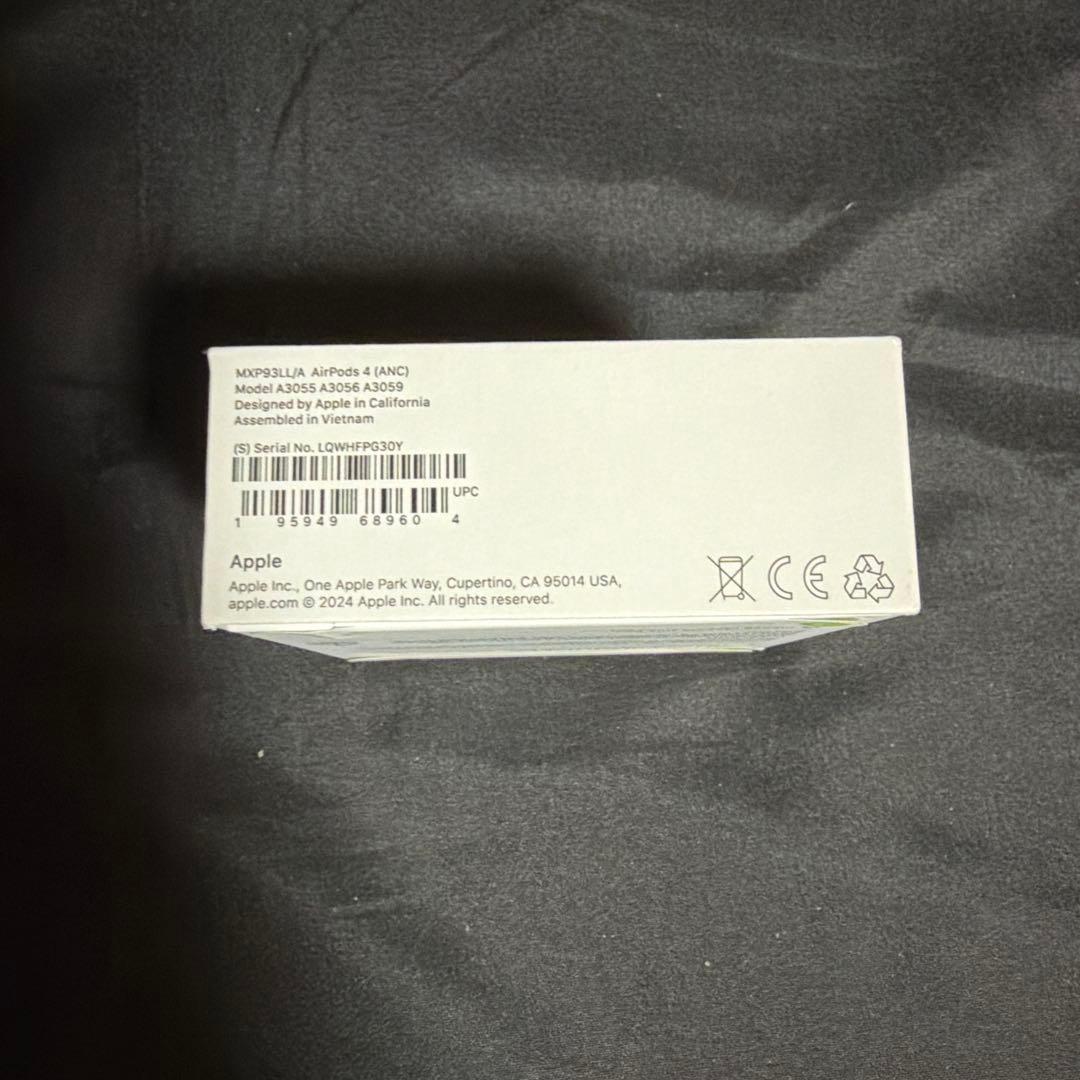 MXP93LL/A AirPods 4 (ANC)
Model A3055 A3056 A3059
Designed by Apple in California
Assembled in Vietnam
(S) Serial No. LQWHFPG30Y
UPC
1 95949 68960 4
Apple
Apple Inc., One Apple Park Way, Cupertino, CA 95014 USA,
apple.com © 2024 Apple Inc. All rights reserved.
CE